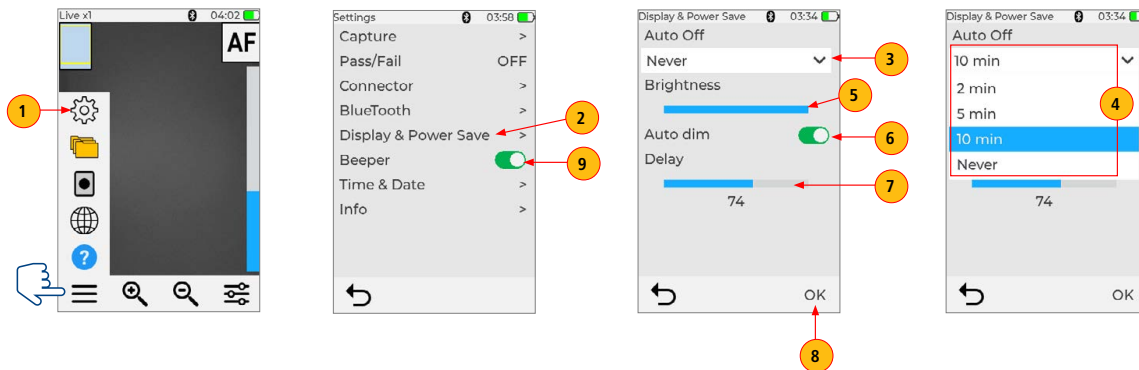 Live x1 04:02
AF
1
?
Settings 03:58
Capture >
Pass/Fail OFF
Connector >
BlueTooth >
Display & Power Save >
2
Beeper
9
Time & Date >
Info >
Display & Power Save 03:34
Auto Off
Never
3
Brightness
5
Auto dim
6
Delay
7
74
OK
8
Display & Power Save 03:34
Auto Off
10 min
2 min
4
5 min
10 min
Never
74
OK